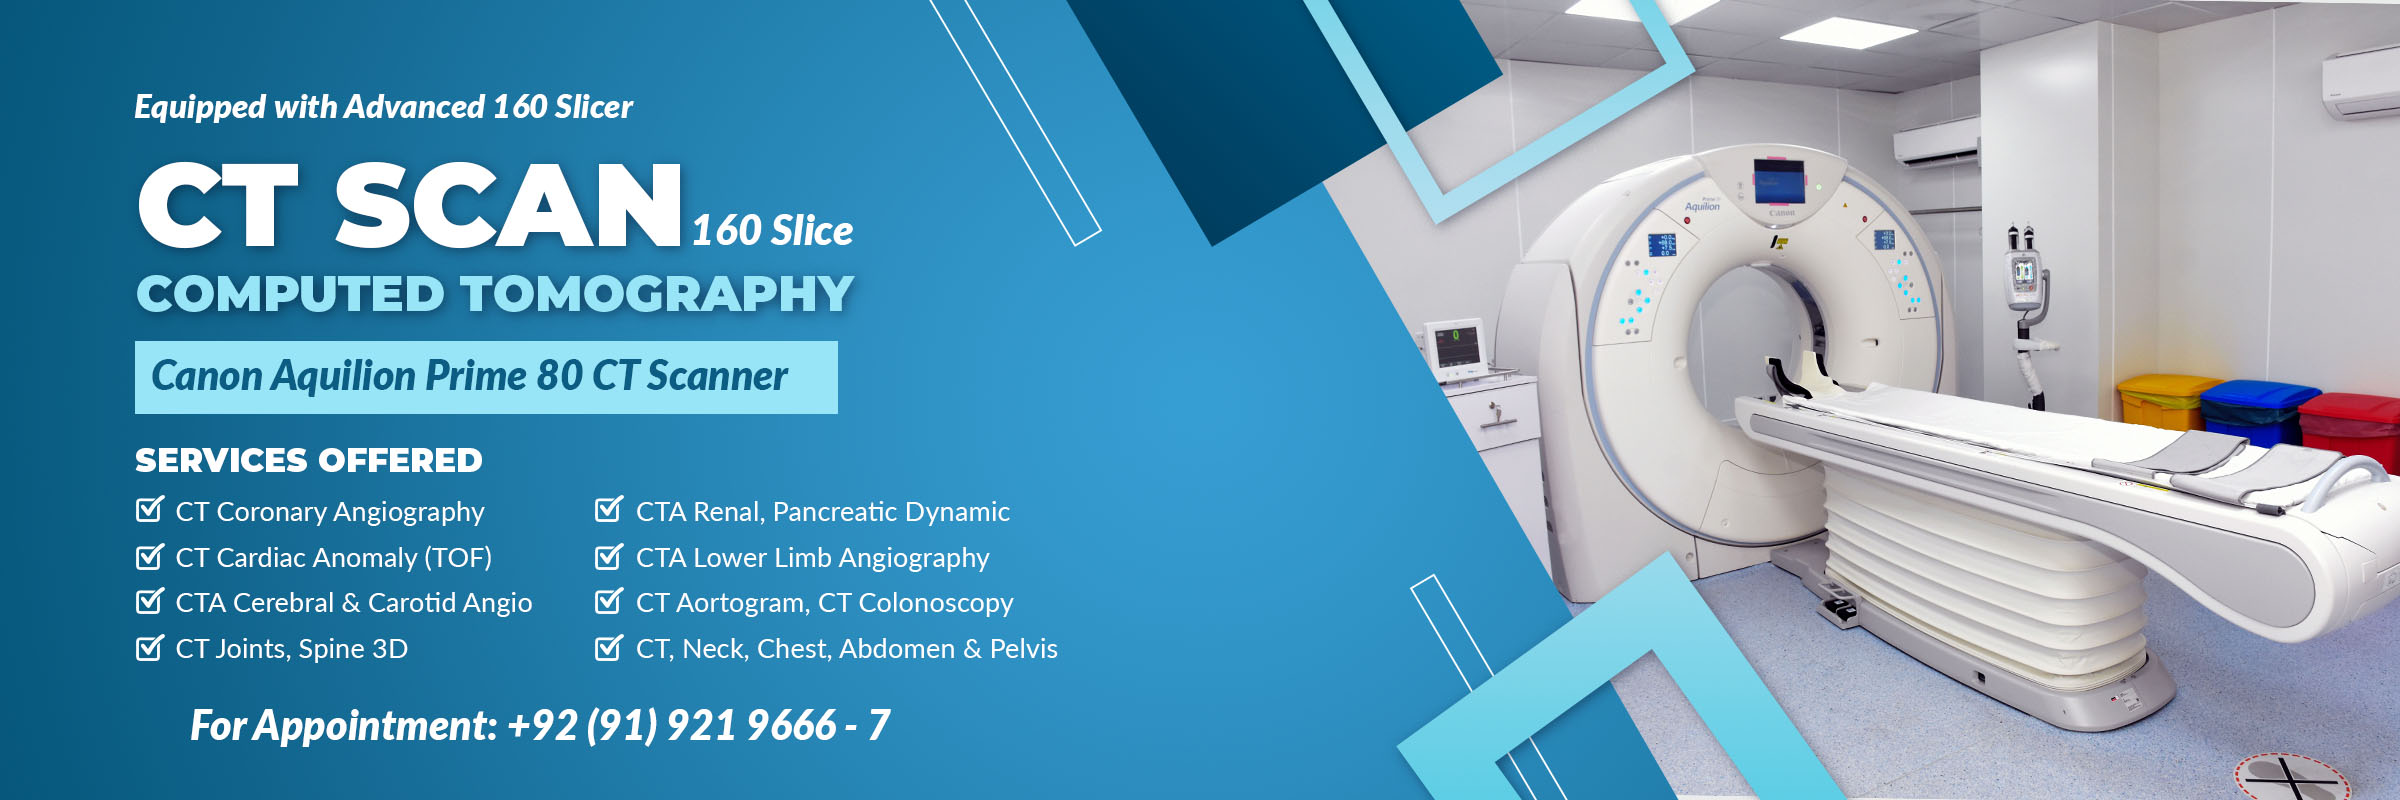 Equipped with Advanced 160 Slicer
CT SCAN 160 Slice
COMPUTED TOMOGRAPHY
Canon Aquilion Prime 80 CT Scanner
SERVICES OFFERED
CT Coronary Angiography
CT Cardiac Anomaly (TOF)
CTA Cerebral & Carotid Angio
CT Joints, Spine 3D
CTA Renal, Pancreatic Dynamic
CTA Lower Limb Angiography
CT Aortogram, CT Colonoscopy
CT, Neck, Chest, Abdomen & Pelvis
For Appointment: +92 (91) 921 9666 - 7
Prime
Aquilion
Canon